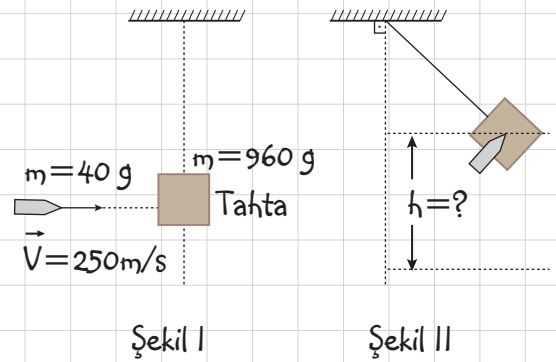 m=960 g
m=40 g
Tahta
V=250m/s
h=?
Şekil I
Şekil II